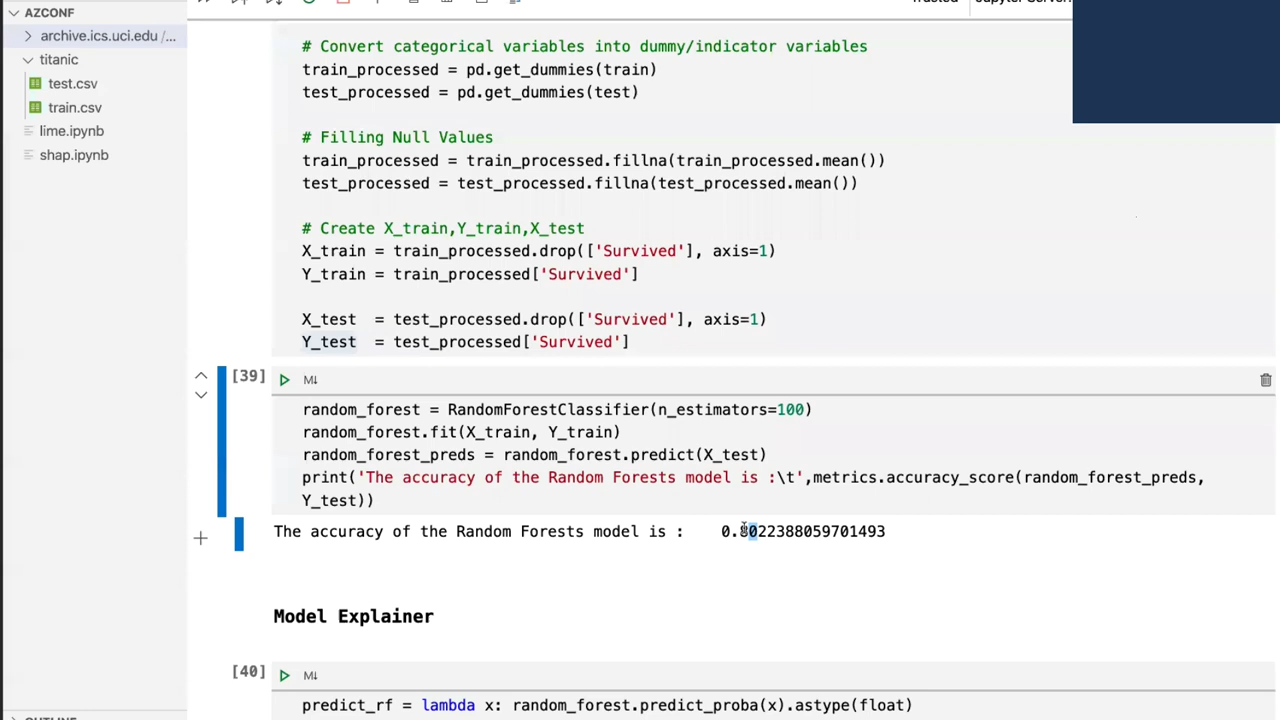 AZCONF
archive.ics.uci.edu /...
titanic
test.csv
train.csv
lime.ipynb
shap.ipynb
# Convert categorical variables into dummy/indicator variables
train_processed = pd.get_dummies(train)
test_processed = pd.get_dummies(test)
# Filling Null Values
train_processed = train_processed.fillna(train_processed.mean())
test_processed = test_processed.fillna(test_processed.mean())
# Create X_train,Y_train,X_test
X_train = train_processed.drop(['Survived'], axis=1)
Y_train = train_processed['Survived']
X_test  = test_processed.drop(['Survived'], axis=1)
Y_test  = test_processed['Survived']
[39]
M↓
random_forest = RandomForestClassifier(n_estimators=100)
random_forest.fit(X_train, Y_train)
random_forest_preds = random_forest.predict(X_test)
print('The accuracy of the Random Forests model is :\t',metrics.accuracy_score(random_forest_preds,
Y_test))
The accuracy of the Random Forests model is :    0.8022388059701493
Model Explainer
[40]
M↓
predict_rf = lambda x: random_forest.predict_proba(x).astype(float)